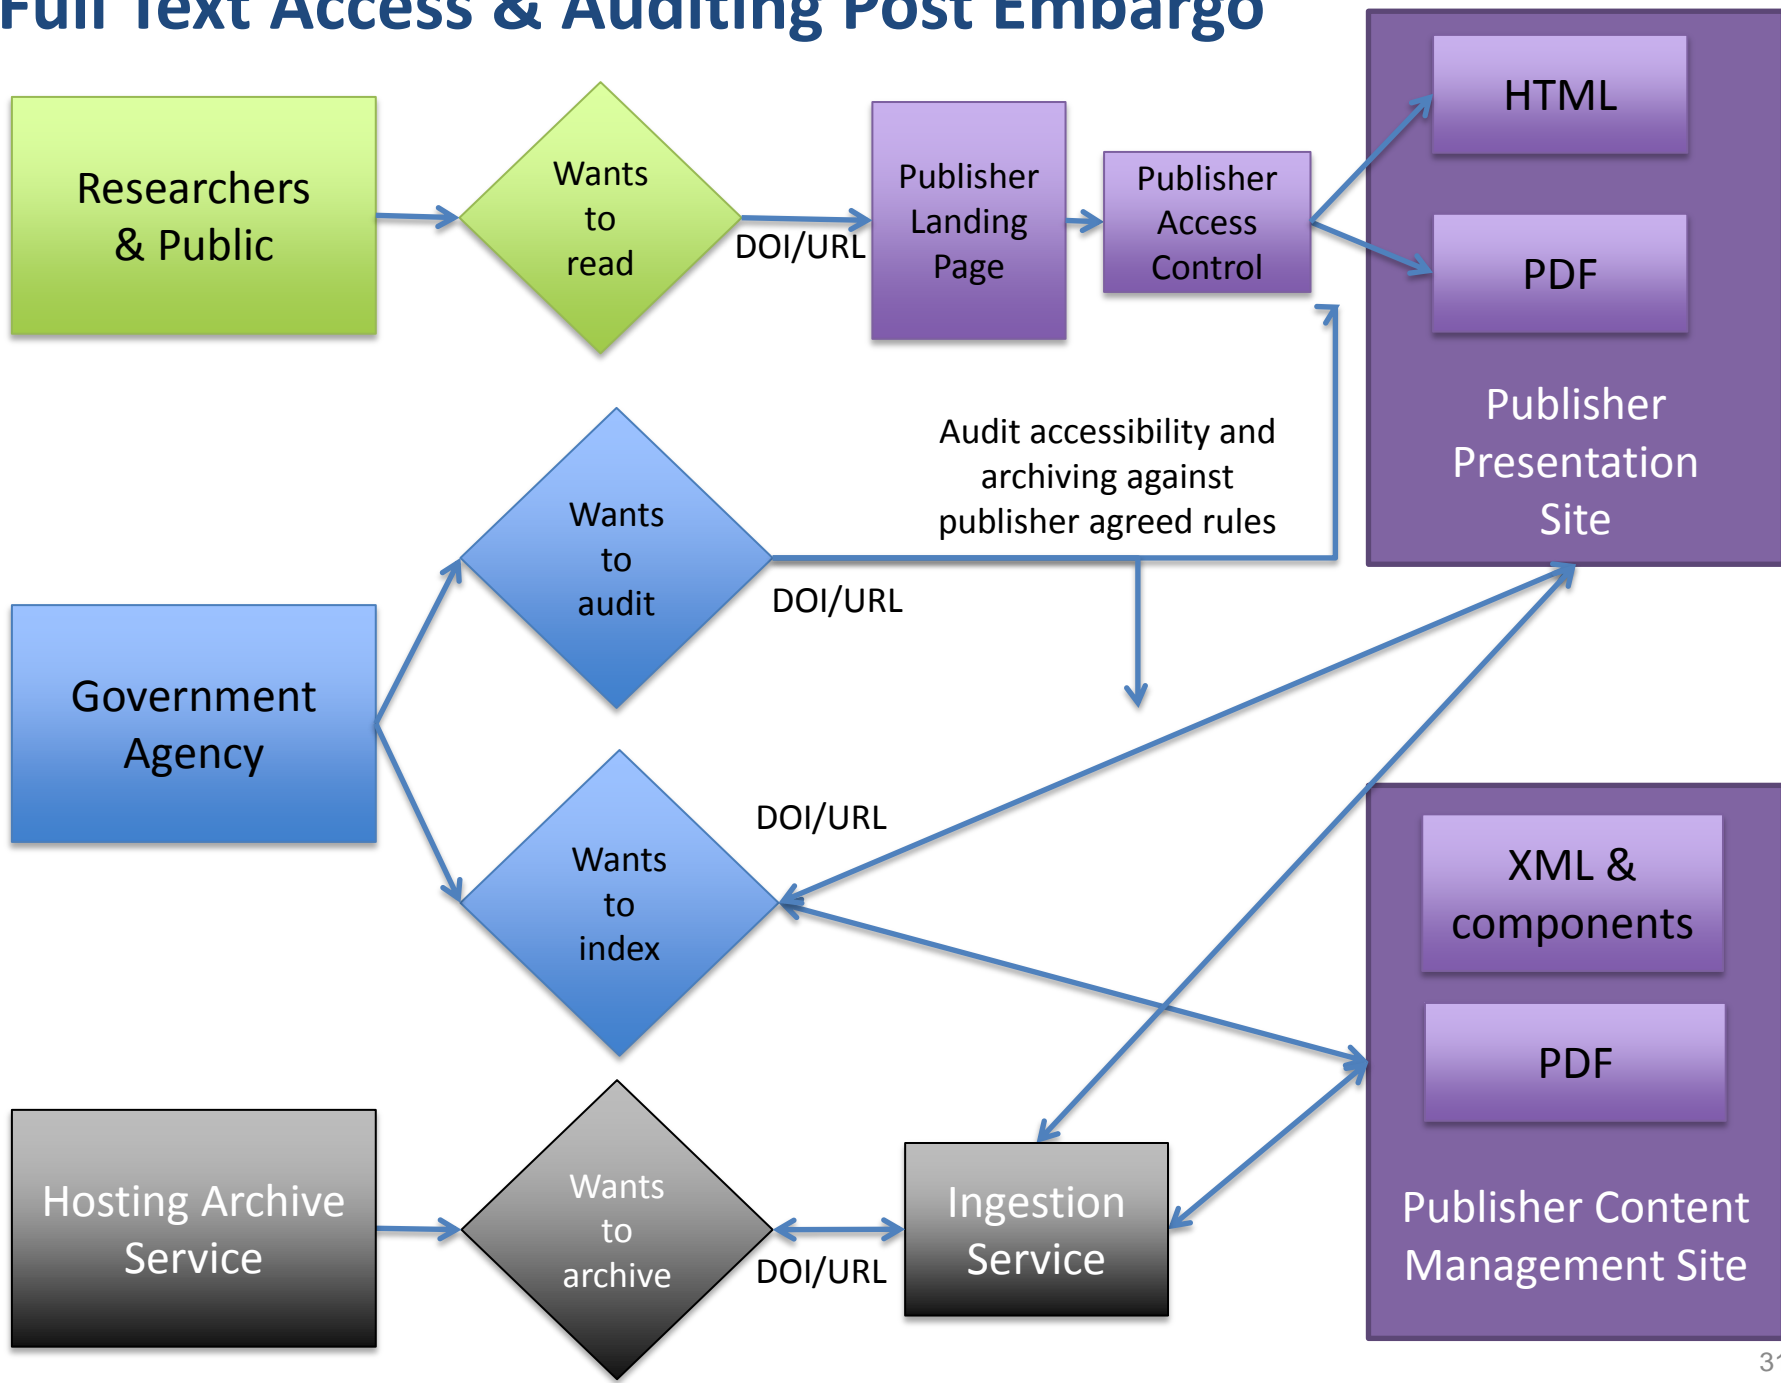 Full Text Access & Auditing Post Embargo
Researchers
& Public
Wants
to
read
DOI/URL
Publisher
Landing
Page
Publisher
Access
Control
HTML
PDF
Publisher
Presentation
Site
Government
Agency
Wants
to
audit
DOI/URL
Audit accessibility and
archiving against
publisher agreed rules
Wants
to
index
DOI/URL
XML &
components
PDF
Publisher Content
Management Site
Hosting Archive
Service
Wants
to
archive
DOI/URL
Ingestion
Service
31